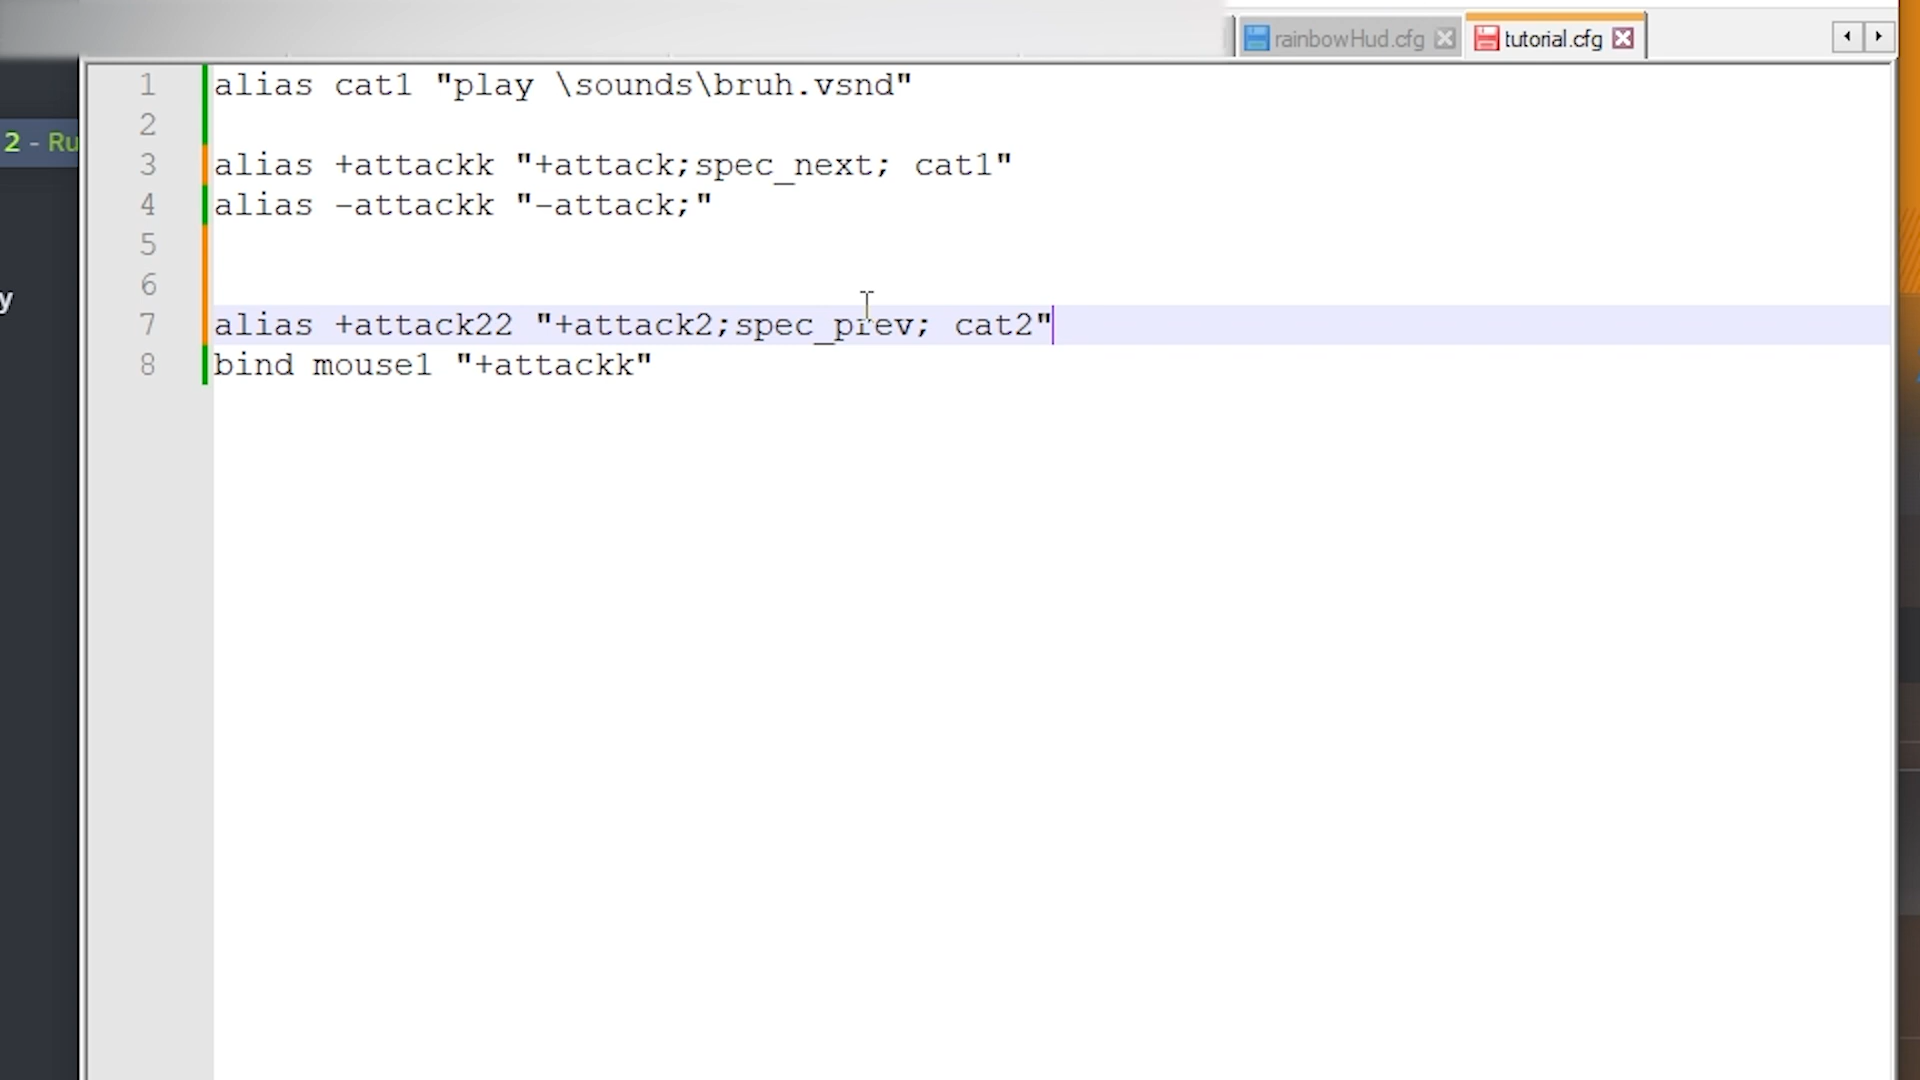 rainbowHud.cfg
tutorial.cfg
2 - Ru
y
1 alias cat1 "play \sounds\bruh.vsnd"
2
3 alias +attackk "+attack;spec_next; cat1"
4 alias -attackk "-attack;"
5
6
7 alias +attack22 "+attack2;spec_prev; cat2"
8 bind mouse1 "+attackk"